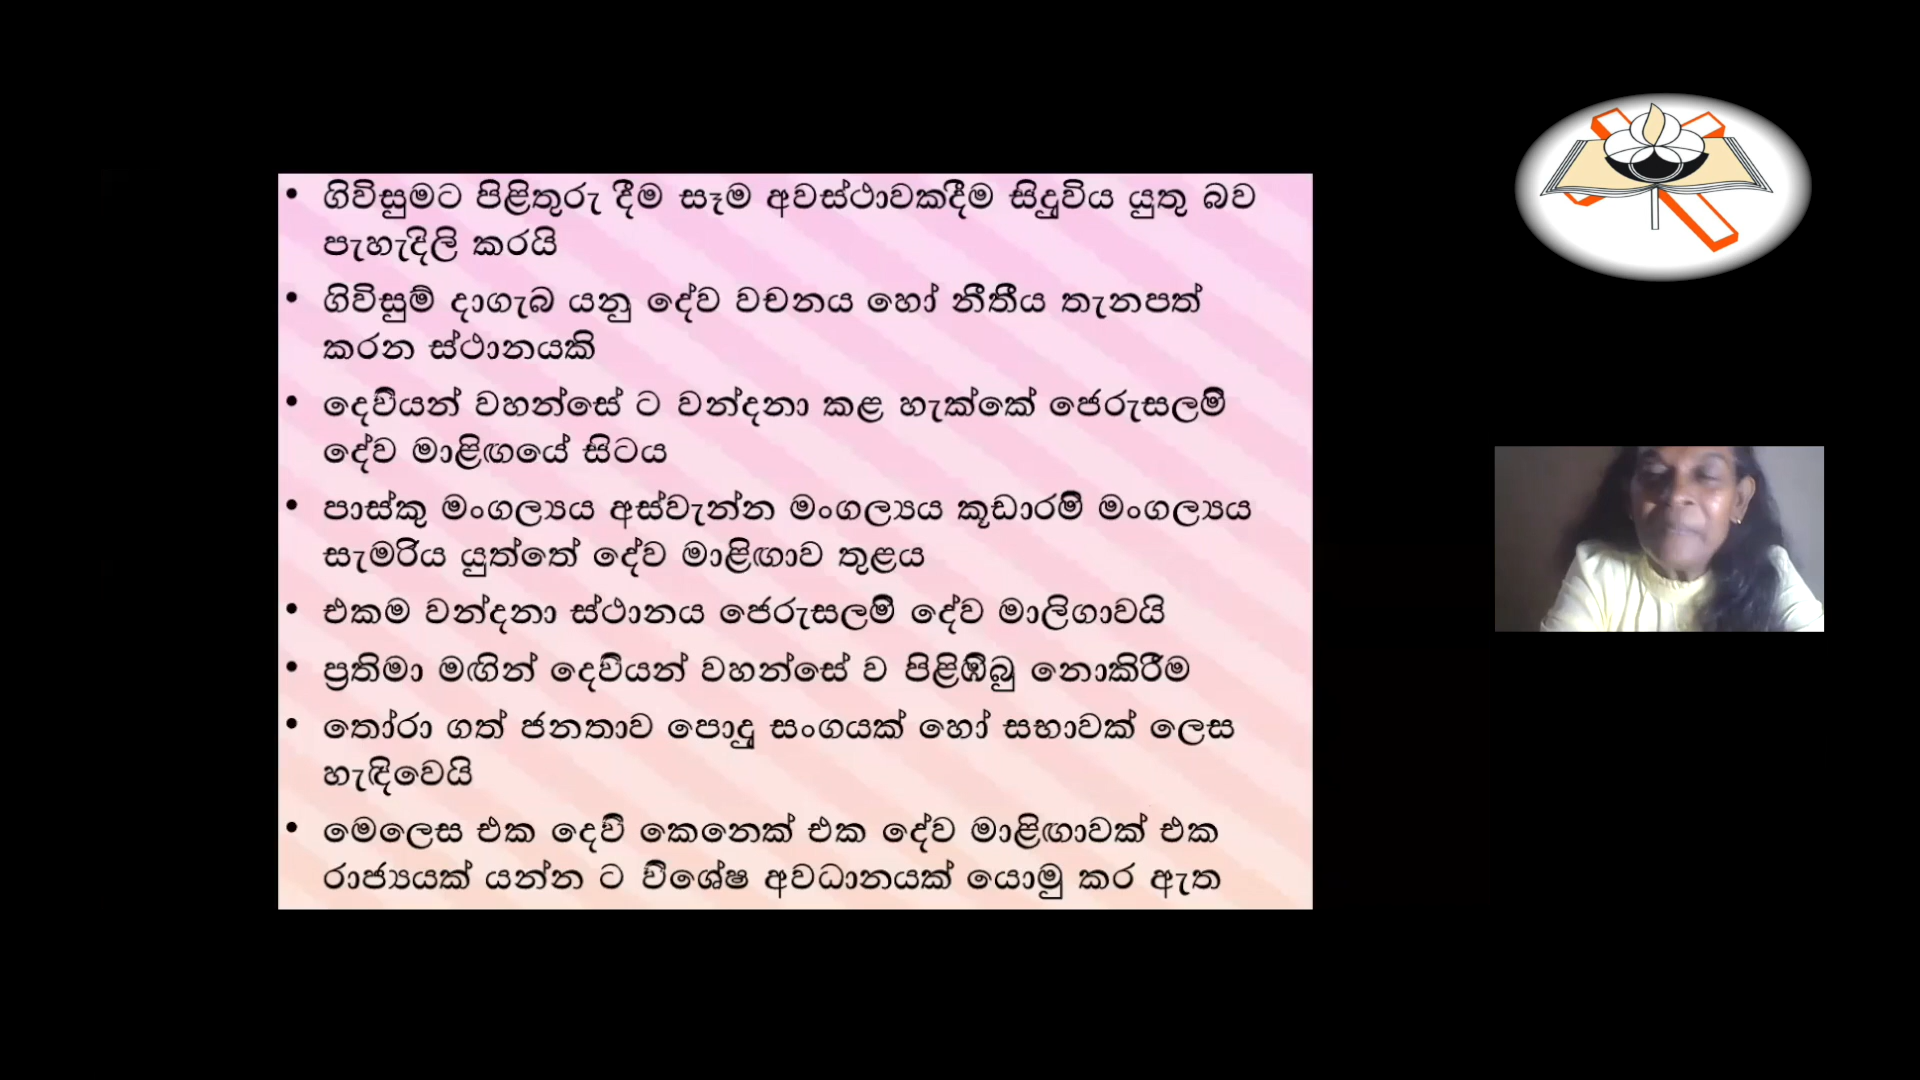 • ගිවිසුමට පිළිතුරු දීම සෑම අවස්ථාවකදීම සිදුවිය යුතු බව
පැහැදිලි කරයි
• ගිවිසුම් දාගැබ යනු දේව වචනය හෝ නීතීය තැනපත්
කරන ස්ථානයකි
• දෙවියන් වහන්සේ ට වන්දනා කළ හැක්කේ ජෙරුසලම්
දේව මාළිඟයේ සිටය
• පාස්කු මංගල්‍යය අස්වැන්න මංගල්‍යය කූඩාරම් මංගල්‍යය
සැමරිය යුත්තේ දේව මාළිඟාව තුළය
• එකම වන්දනා ස්ථානය ජෙරුසලම් දේව මාලිගාවයි
• ප්‍රතිමා මඟින් දෙවියන් වහන්සේ ව පිළිඹිබු නොකිරීම
• තෝරා ගත් ජනතාව පොදු සංගයක් හෝ සභාවක් ලෙස
හැඳිවෙයි
• මෙලෙස එක දෙවි කෙනෙක් එක දේව මාළිඟාවක් එක
රාජ්‍යයක් යන්න ට විශේෂ අවධානයක් යොමු කර ඇත